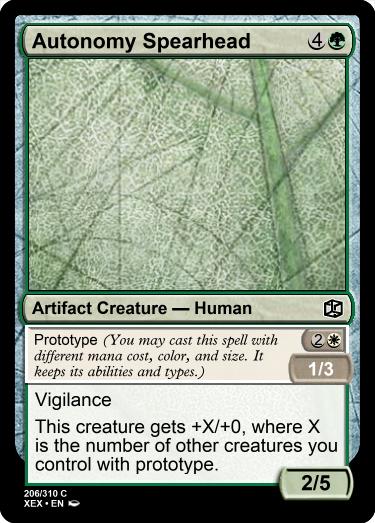 Autonomy Spearhead 4
Artifact Creature — Human
Prototype (You may cast this spell with 2
different mana cost, color, and size. It
keeps its abilities and types.) 1/3
Vigilance
This creature gets +X/+0, where X
is the number of other creatures you
control with prototype.
2/5
206/310 C
XEX • EN